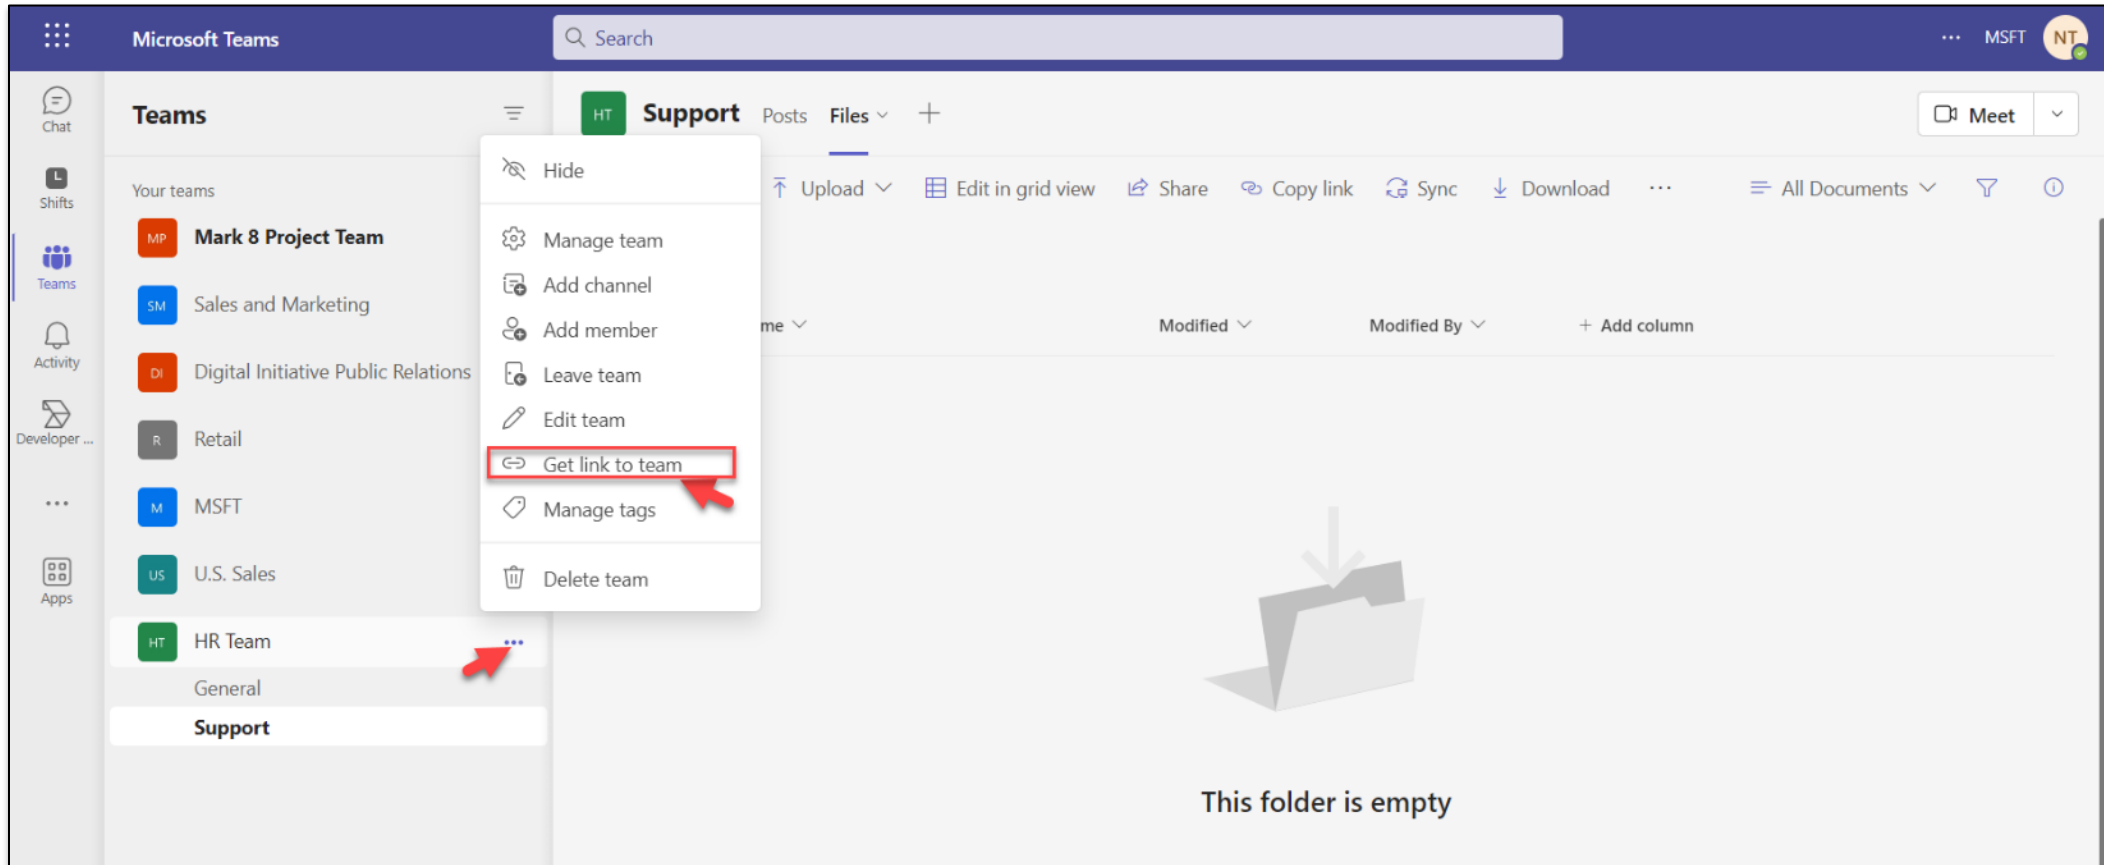 Microsoft Teams
Search
MSFT
NT
Chat
Shifts
Teams
Activity
Developer ...
Apps
Teams
Your teams
MP Mark 8 Project Team
SM Sales and Marketing
DI Digital Initiative Public Relations
R Retail
M MSFT
US U.S. Sales
HT HR Team
General
Support
Hide
Manage team
Add channel
Add member
Leave team
Edit team
Get link to team
Manage tags
Delete team
HT Support Posts Files
Meet
Upload Edit in grid view Share Copy link Sync Download ... All Documents
me Modified Modified By + Add column
This folder is empty